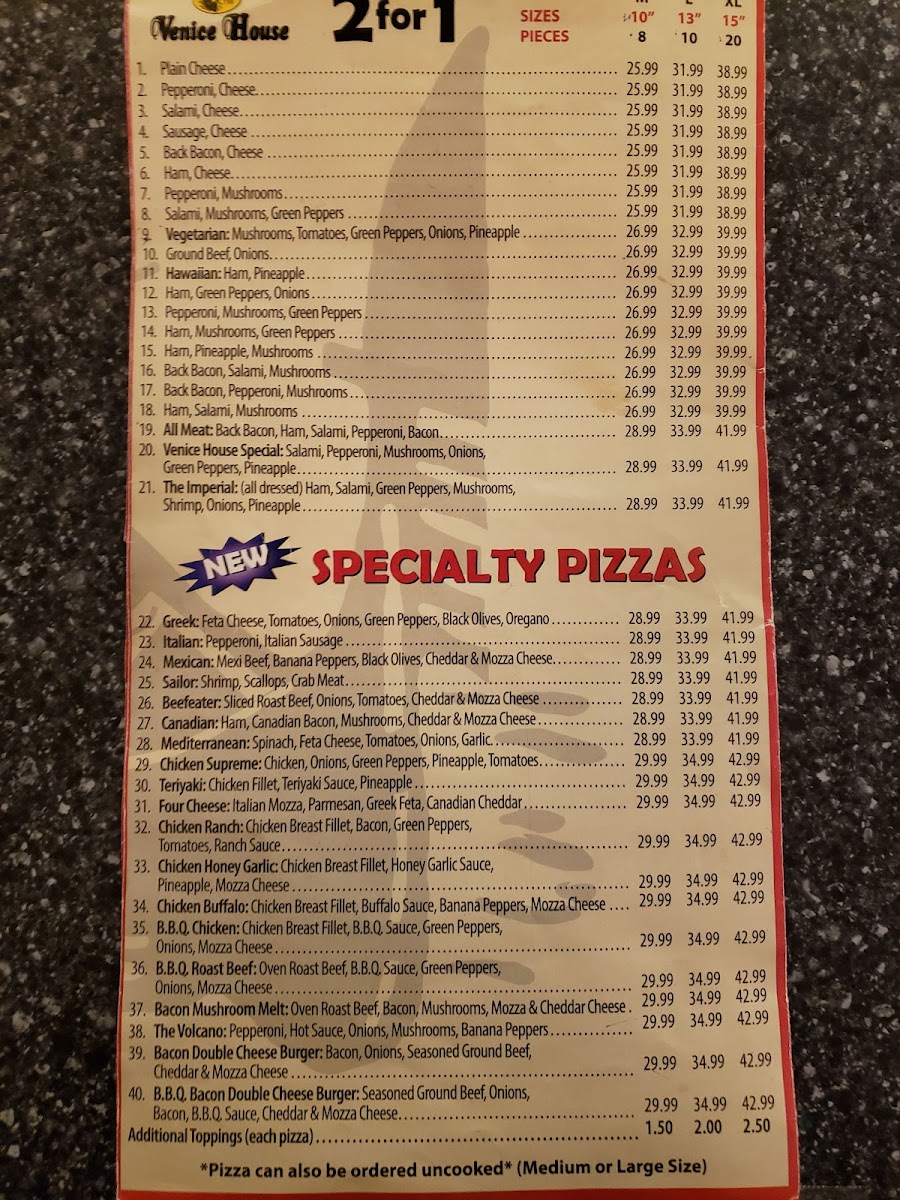 M L XL
Venice House 2 for 1 SIZES 10" 13" 15"
PIECES 8 10 20
1. Plain Cheese 25.99 31.99 38.99
2. Pepperoni, Cheese 25.99 31.99 38.99
3. Salami, Cheese 25.99 31.99 38.99
4. Sausage, Cheese 25.99 31.99 38.99
5. Back Bacon, Cheese 25.99 31.99 38.99
6. Ham, Cheese 25.99 31.99 38.99
7. Pepperoni, Mushrooms 25.99 31.99 38.99
8. Salami, Mushrooms, Green Peppers 25.99 31.99 38.99
9. Vegetarian: Mushrooms, Tomatoes, Green Peppers, Onions, Pineapple 26.99 32.99 39.99
10. Ground Beef, Onions 26.99 32.99 39.99
11. Hawaiian: Ham, Pineapple 26.99 32.99 39.99
12. Ham, Green Peppers, Onions 26.99 32.99 39.99
13. Pepperoni, Mushrooms, Green Peppers 26.99 32.99 39.99
14. Ham, Mushrooms, Green Peppers 26.99 32.99 39.99
15. Ham, Pineapple, Mushrooms 26.99 32.99 39.99
16. Back Bacon, Salami, Mushrooms 26.99 32.99 39.99
17. Back Bacon, Pepperoni, Mushrooms 26.99 32.99 39.99
18. Ham, Salami, Mushrooms 26.99 32.99 39.99
19. All Meat: Back Bacon, Ham, Salami, Pepperoni, Bacon 28.99 33.99 41.99
20. Venice House Special: Salami, Pepperoni, Mushrooms, Onions,
Green Peppers, Pineapple 28.99 33.99 41.99
21. The Imperial: (all dressed) Ham, Salami, Green Peppers, Mushrooms,
Shrimp, Onions, Pineapple 28.99 33.99 41.99
NEW SPECIALTY PIZZAS
22. Greek: Feta Cheese, Tomatoes, Onions, Green Peppers, Black Olives, Oregano 28.99 33.99 41.99
23. Italian: Pepperoni, Italian Sausage 28.99 33.99 41.99
24. Mexican: Mexi Beef, Banana Peppers, Black Olives, Cheddar & Mozza Cheese 28.99 33.99 41.99
25. Sailor: Shrimp, Scallops, Crab Meat 28.99 33.99 41.99
26. Beefeater: Sliced Roast Beef, Onions, Tomatoes, Cheddar & Mozza Cheese 28.99 33.99 41.99
27. Canadian: Ham, Canadian Bacon, Mushrooms, Cheddar & Mozza Cheese 28.99 33.99 41.99
28. Mediterranean: Spinach, Feta Cheese, Tomatoes, Onions, Garlic 28.99 33.99 41.99
29. Chicken Supreme: Chicken, Onions, Green Peppers, Pineapple, Tomatoes 29.99 34.99 42.99
30. Teriyaki: Chicken Fillet, Teriyaki Sauce, Pineapple 29.99 34.99 42.99
31. Four Cheese: Italian Mozza, Parmesan, Greek Feta, Canadian Cheddar 29.99 34.99 42.99
32. Chicken Ranch: Chicken Breast Fillet, Bacon, Green Peppers,
Tomatoes, Ranch Sauce 29.99 34.99 42.99
33. Chicken Honey Garlic: Chicken Breast Fillet, Honey Garlic Sauce,
Pineapple, Mozza Cheese 29.99 34.99 42.99
34. Chicken Buffalo: Chicken Breast Fillet, Buffalo Sauce, Banana Peppers, Mozza Cheese 29.99 34.99 42.99
35. B.B.Q. Chicken: Chicken Breast Fillet, B.B.Q. Sauce, Green Peppers,
Onions, Mozza Cheese 29.99 34.99 42.99
36. B.B.Q. Roast Beef: Oven Roast Beef, B.B.Q. Sauce, Green Peppers,
Onions, Mozza Cheese 29.99 34.99 42.99
37. Bacon Mushroom Melt: Oven Roast Beef, Bacon, Mushrooms, Mozza & Cheddar Cheese 29.99 34.99 42.99
38. The Volcano: Pepperoni, Hot Sauce, Onions, Mushrooms, Banana Peppers 29.99 34.99 42.99
39. Bacon Double Cheese Burger: Bacon, Onions, Seasoned Ground Beef,
Cheddar & Mozza Cheese 29.99 34.99 42.99
40. B.B.Q. Bacon Double Cheese Burger: Seasoned Ground Beef, Onions,
Bacon, B.B.Q. Sauce, Cheddar & Mozza Cheese 29.99 34.99 42.99
Additional Toppings (each pizza) 1.50 2.00 2.50
*Pizza can also be ordered uncooked* (Medium or Large Size)